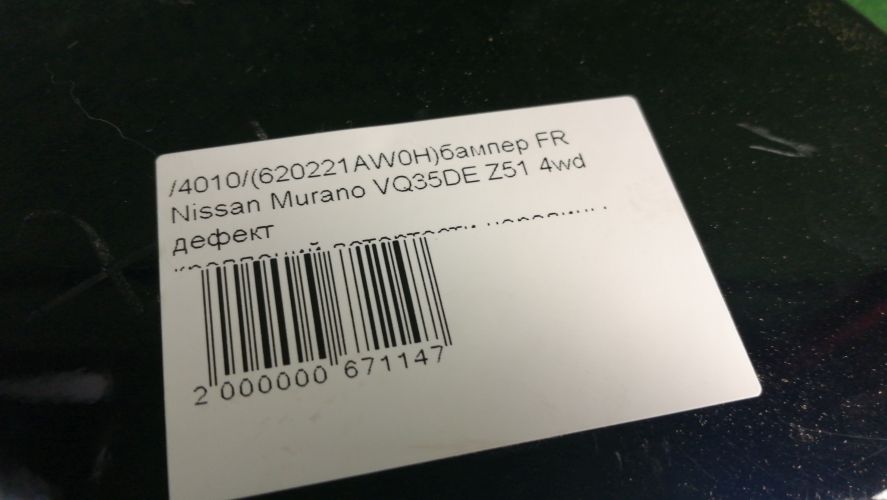 /4010/(620221AW0H)бампер FR
Nissan Murano VQ35DE Z51 4wd
дефект
2 000000 671147